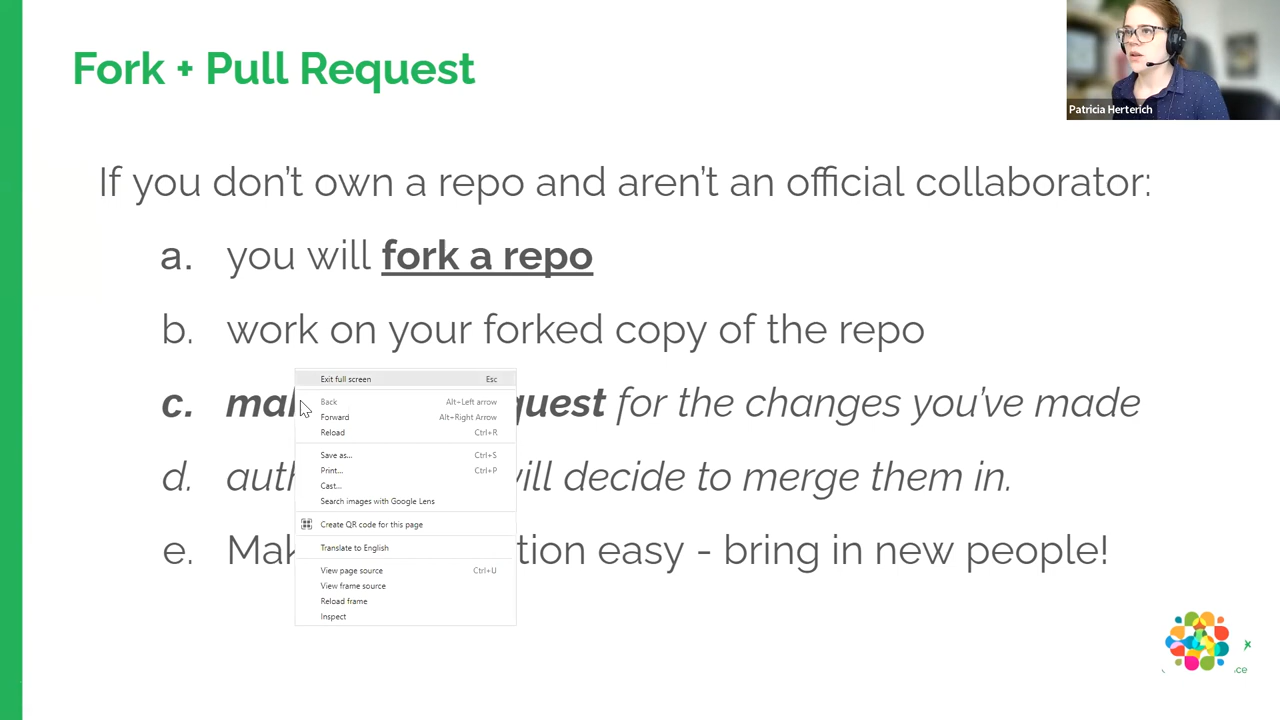 Fork + Pull Request
Patricia Herterich
If you don't own a repo and aren't an official collaborator:
a. you will fork a repo
b. work on your forked copy of the repo
c. mak quest for the changes you've made
d. auth will decide to merge them in.
e. Mak tion easy - bring in new people!
Exit full screen Esc
Back Alt+Left arrow
Forward Alt+Right Arrow
Reload Ctrl+R
Save as... Ctrl+S
Print... Ctrl+P
Cast...
Search images with Google Lens
Create QR code for this page
Translate to English
View page source Ctrl+U
View frame source
Reload frame
Inspect